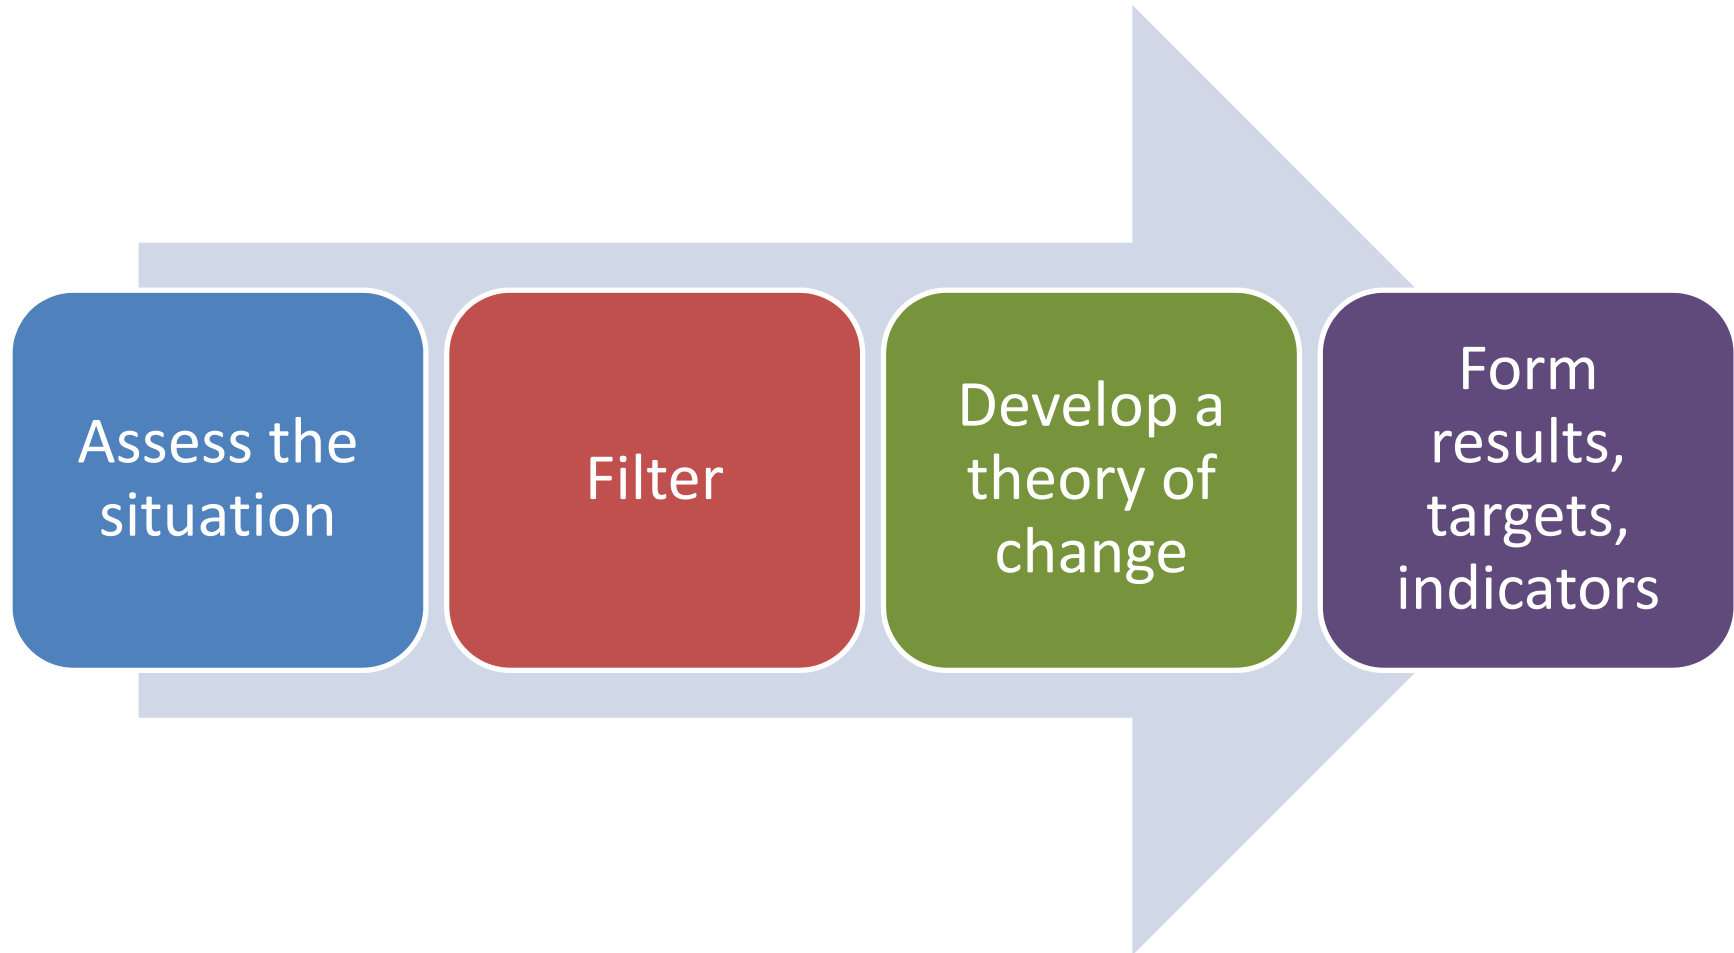 Assess the
situation
Filter
Develop a
theory of
change
Form
results,
targets,
indicators